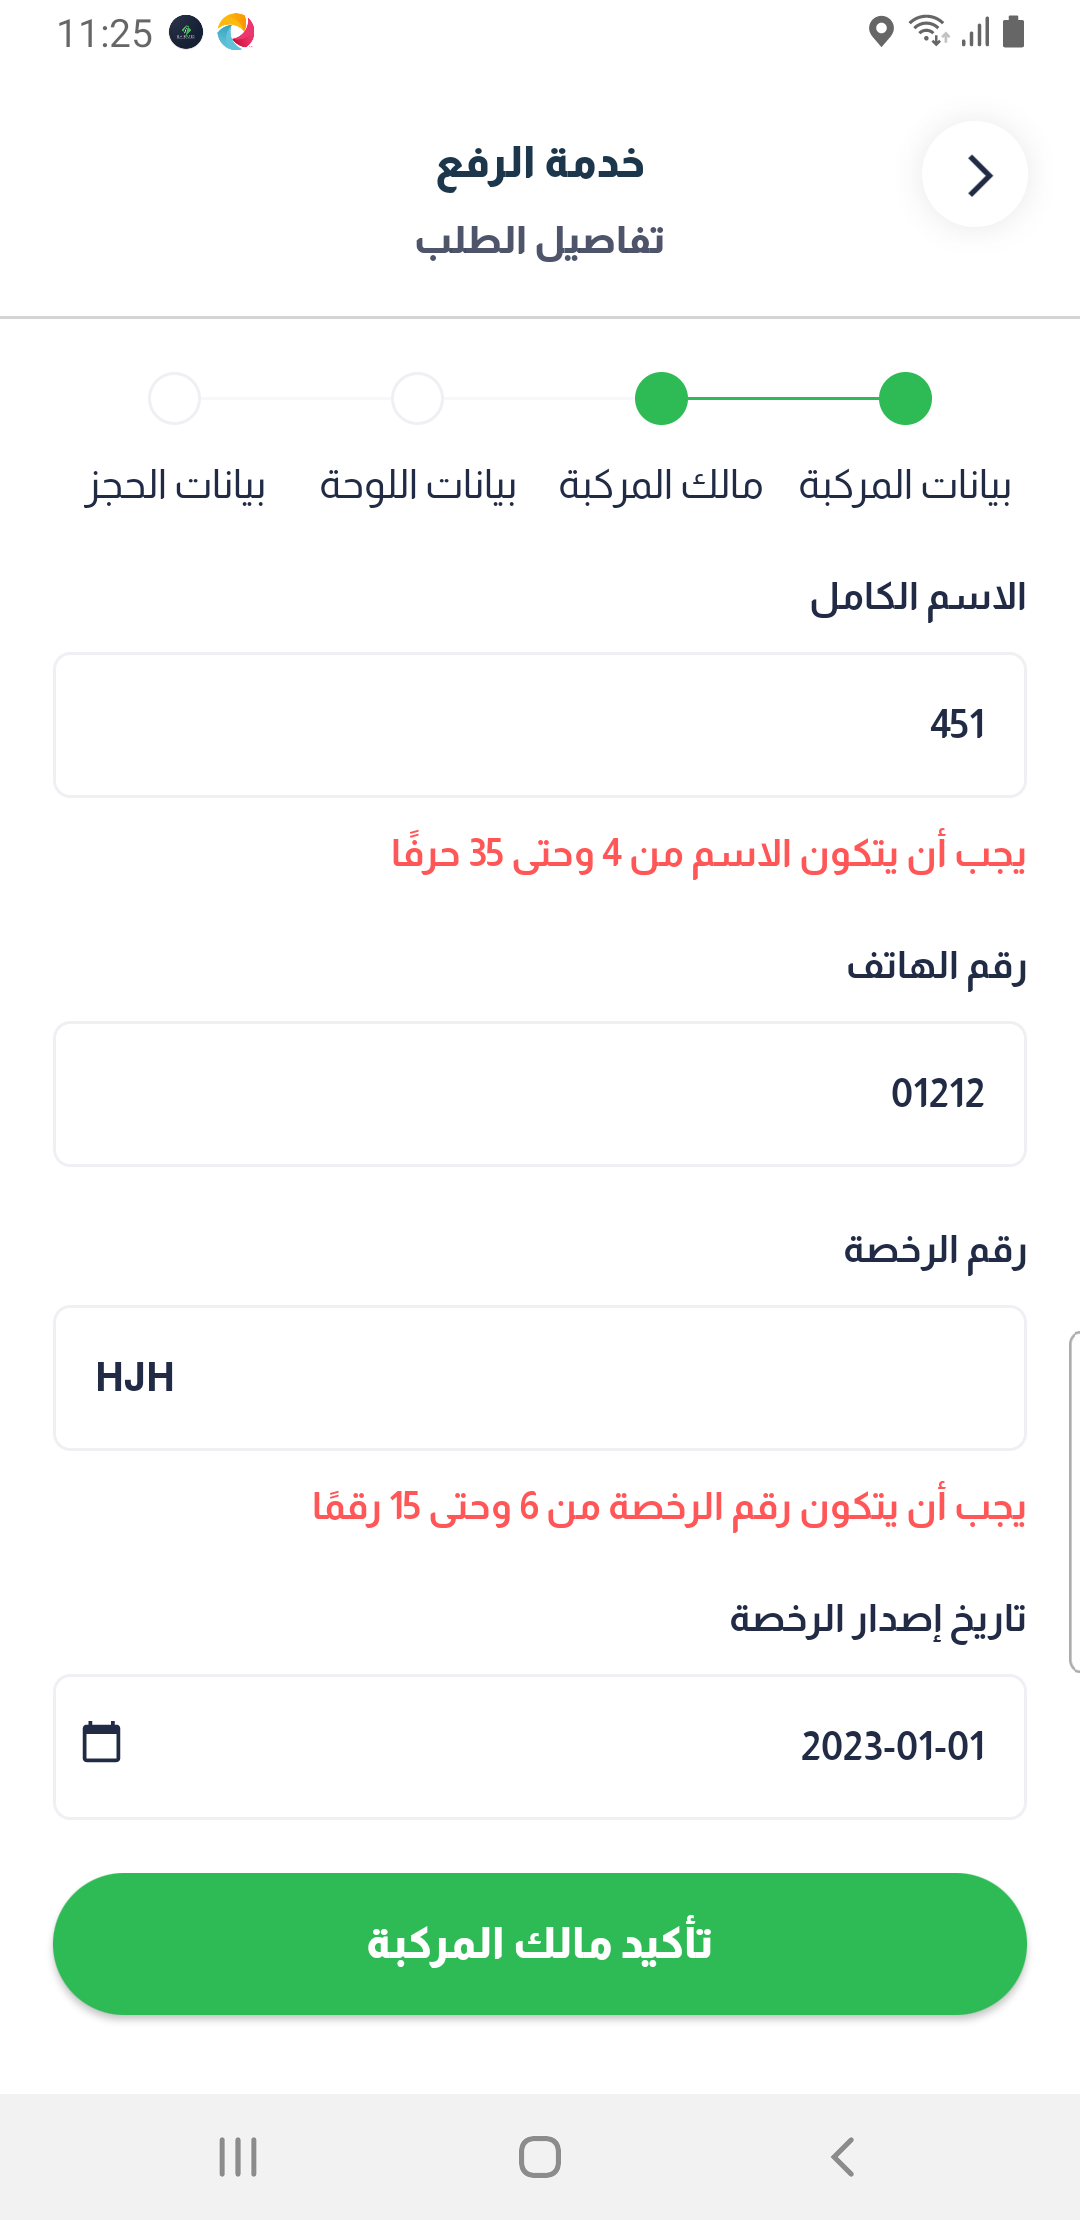 11:25
خدمة الرفع
تفاصيل الطلب
بيانات المركبة مالك المركبة بيانات اللوحة بيانات الحجز
الاسم الكامل
451
يجب أن يتكون الاسم من 4 وحتى 35 حرفًا
رقم الهاتف
01212
رقم الرخصة
HJH
يجب أن يتكون رقم الرخصة من 6 وحتى 15 رقمًا
تاريخ إصدار الرخصة
2023-01-01
تأكيد مالك المركبة